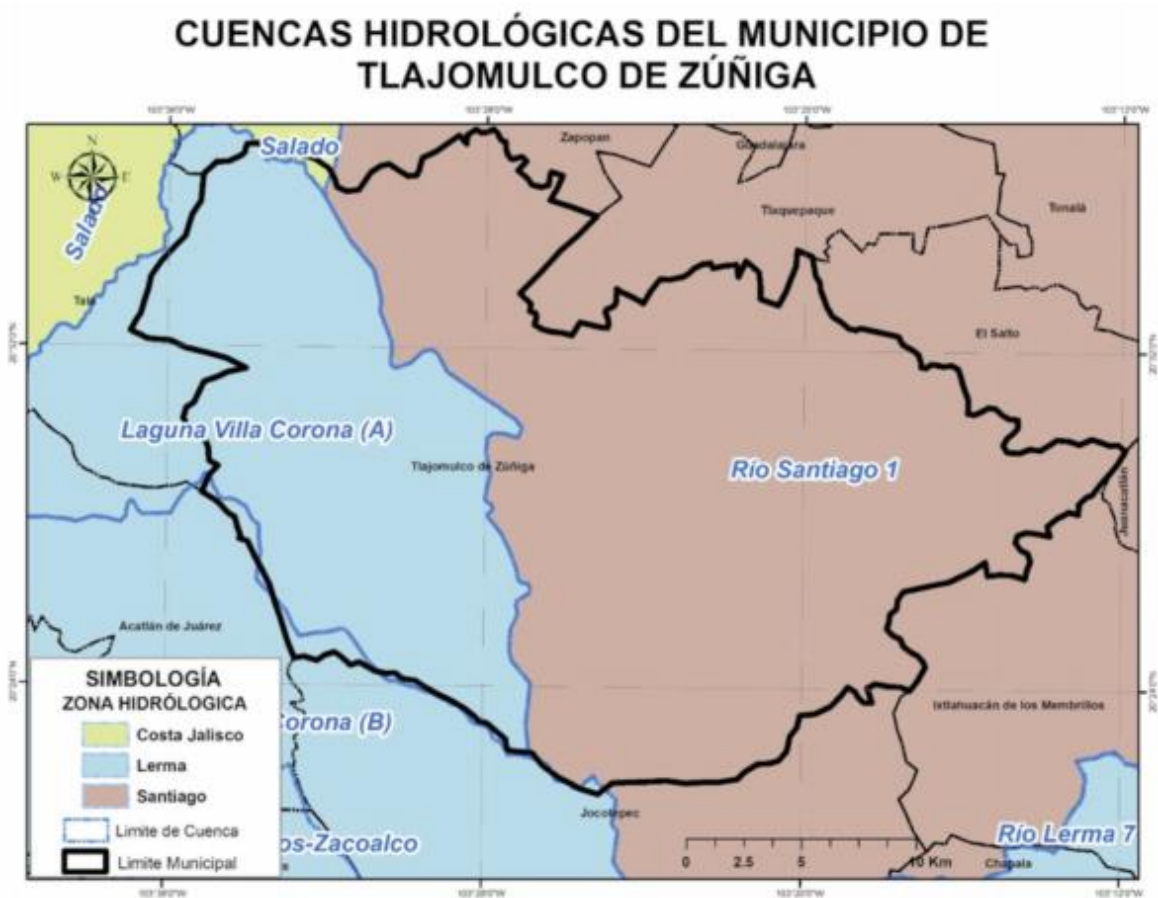 CUENCAS HIDROLÓGICAS DEL MUNICIPIO DE
TLAJOMULCO DE ZÚÑIGA
N
W E
S
Salado
Salado
Zapopan
Guadalajara
Tlaquepaque
Tonalá
Tala
El Salto
Laguna Villa Corona (A)
Tlajomulco de Zúñiga
Río Santiago 1
Juanacatlán
Acatlán de Juárez
Ixtlahuacán de los Membrillos
Corona (B)
Jocotepec
os-Zacoalco
Río Lerma 7
Chapala
0 2.5 5 10 Km
SIMBOLOGÍA
ZONA HIDRÓLOGICA
Costa Jalisco
Lerma
Santiago
Limite de Cuenca
Limite Municipal